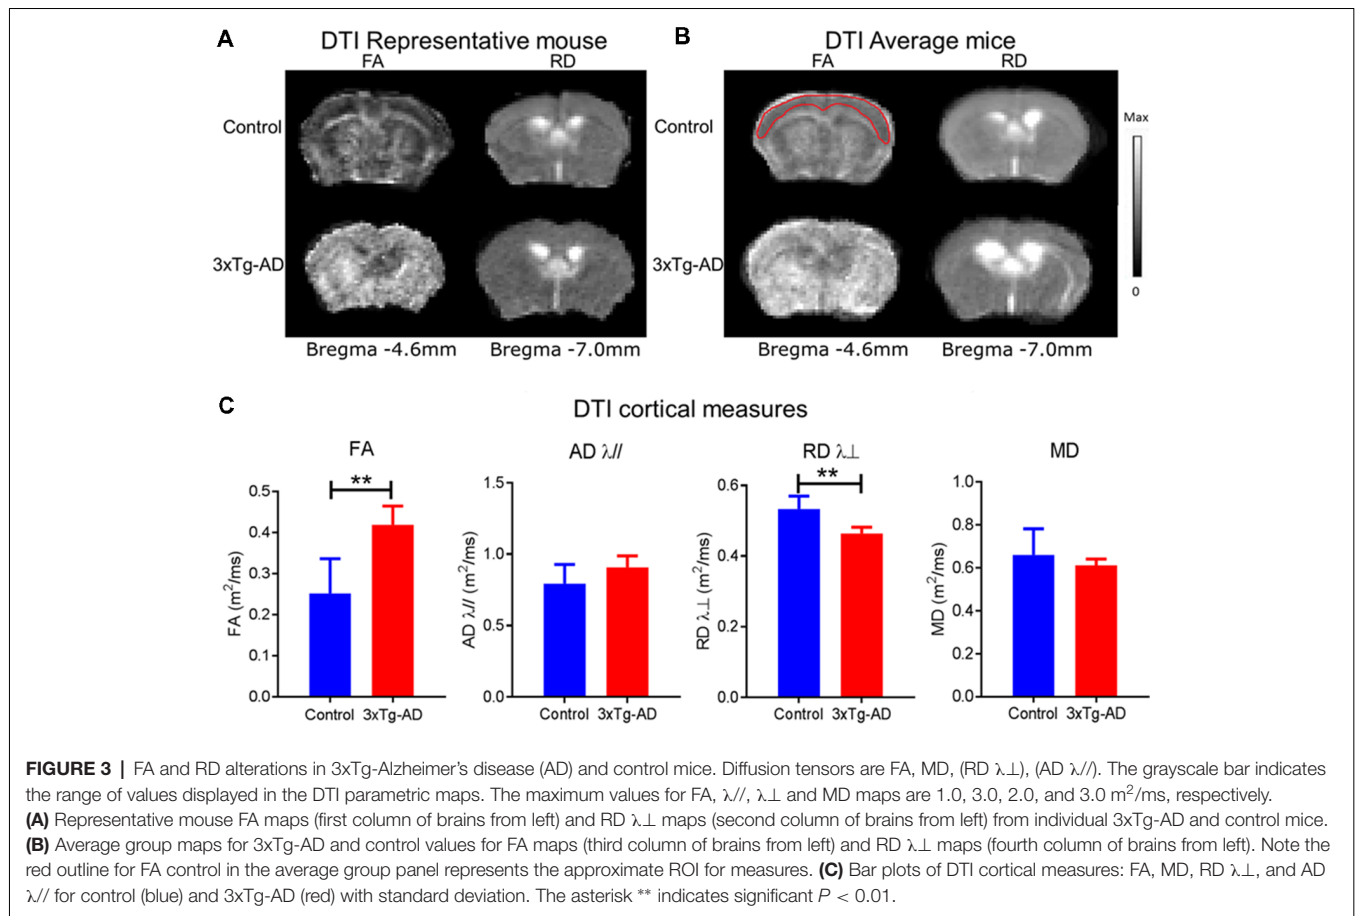 A
DTI Representative mouse
FA RD
Control
3xTg-AD
Bregma -4.6mm Bregma -7.0mm
B
DTI Average mice
FA RD
Control
3xTg-AD
Bregma -4.6mm Bregma -7.0mm
Max
0
C
DTI cortical measures
FA
**
FA (m²/ms)
0.5
0.4
0.3
0.2
0.1
0.0
Control 3xTg-AD
AD λ//
AD λ// (m²/ms)
1.5
1.0
0.5
0.0
Control 3xTg-AD
RD λ⊥
**
RD λ⊥ (m²/ms)
0.6
0.4
0.2
0.0
Control 3xTg-AD
MD
MD (m²/ms)
1.0
0.8
0.6
0.4
0.2
0.0
Control 3xTg-AD
FIGURE 3 | FA and RD alterations in 3xTg-Alzheimer's disease (AD) and control mice. Diffusion tensors are FA, MD, (RD λ⊥), (AD λ//). The grayscale bar indicates
the range of values displayed in the DTI parametric maps. The maximum values for FA, λ//, λ⊥ and MD maps are 1.0, 3.0, 2.0, and 3.0 m²/ms, respectively.
(A) Representative mouse FA maps (first column of brains from left) and RD λ⊥ maps (second column of brains from left) from individual 3xTg-AD and control mice.
(B) Average group maps for 3xTg-AD and control values for FA maps (third column of brains from left) and RD λ⊥ maps (fourth column of brains from left). Note the
red outline for FA control in the average group panel represents the approximate ROI for measures. (C) Bar plots of DTI cortical measures: FA, MD, RD λ⊥, and AD
λ// for control (blue) and 3xTg-AD (red) with standard deviation. The asterisk ** indicates significant P < 0.01.